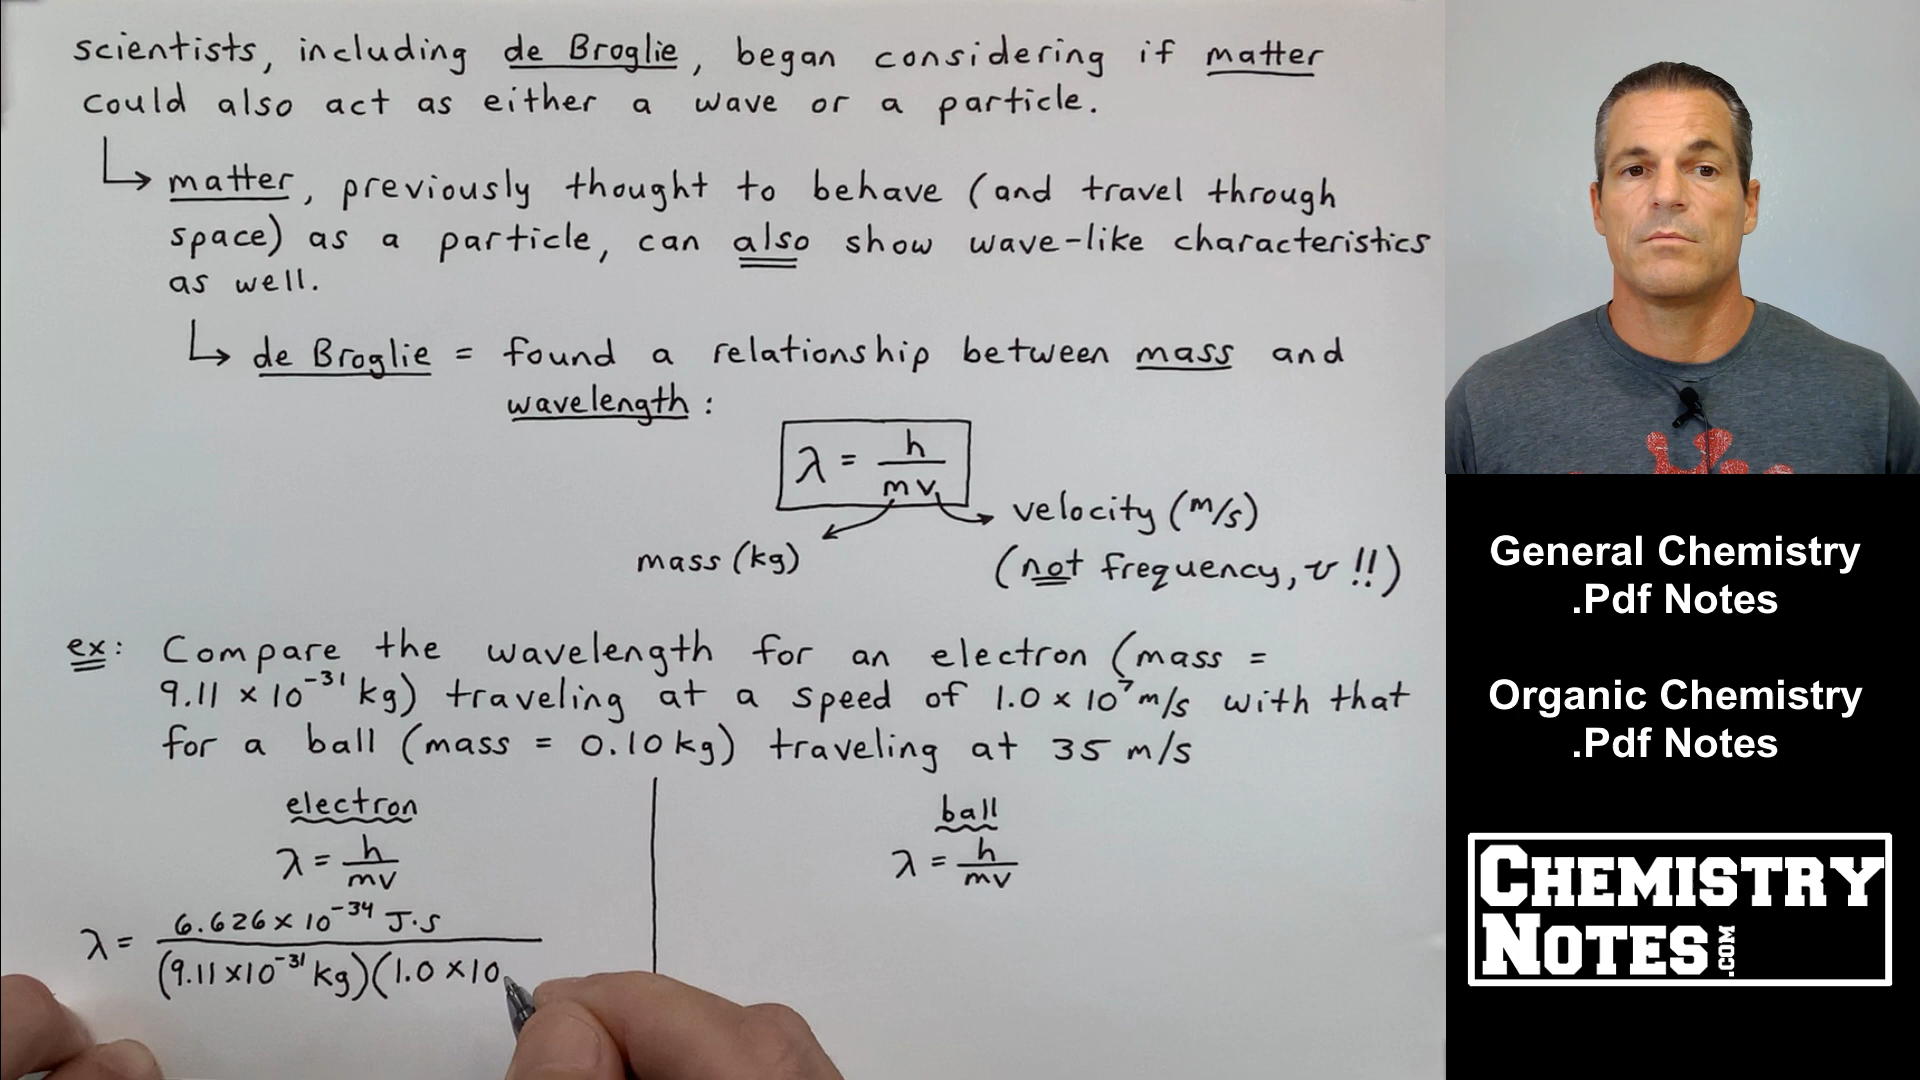 scientists, including de Broglie, began considering if matter
could also act as either a wave or a particle.
↳ matter, previously thought to behave (and travel through
space) as a particle, can also show wave-like characteristics
as well.
↳ de Broglie = found a relationship between mass and
wavelength:
λ = h/mv
velocity (m/s)
mass (kg)
(not frequency, ν !!)
ex: Compare the wavelength for an electron (mass =
9.11 × 10⁻³¹ kg) traveling at a speed of 1.0 × 10⁷ m/s with that
for a ball (mass = 0.10 kg) traveling at 35 m/s
electron
λ = h/mv
λ = 6.626 × 10⁻³⁴ J·s
(9.11 × 10⁻³¹ kg)(1.0 × 10
ball
λ = h/mv
General Chemistry
.Pdf Notes
Organic Chemistry
.Pdf Notes
CHEMISTRY
NOTES.COM